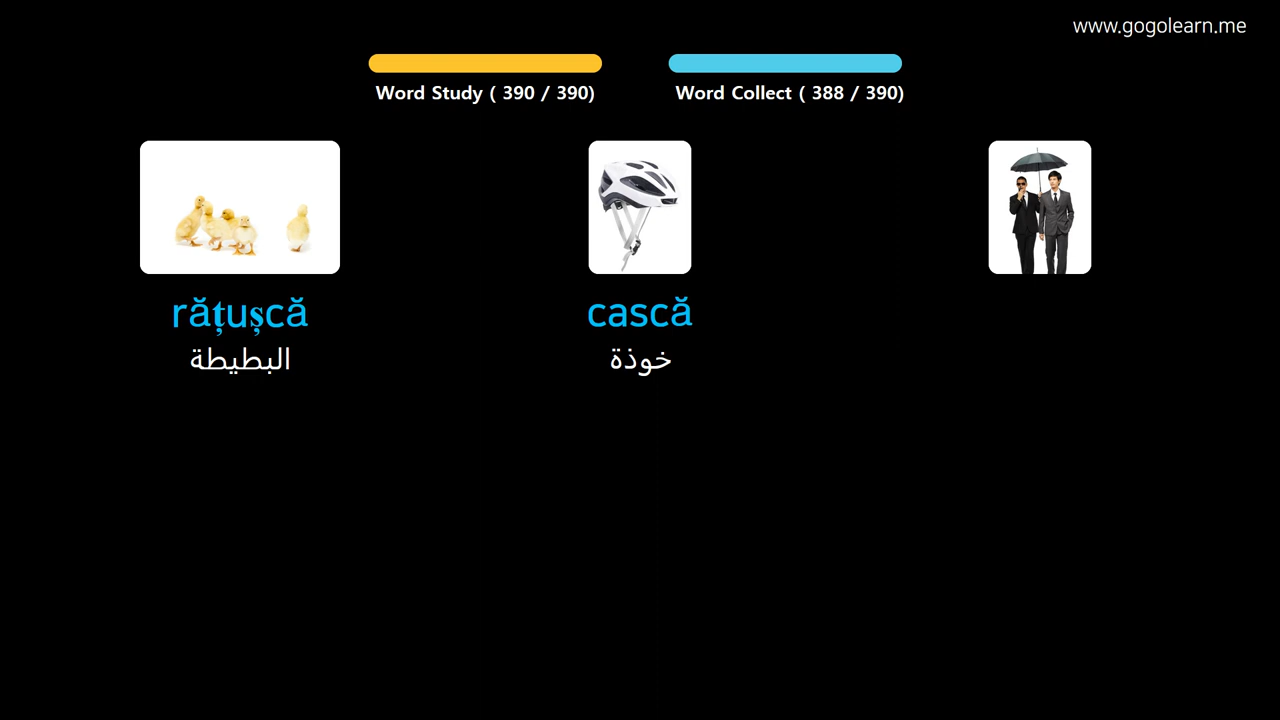 www.gogolearn.me
Word Study ( 390 / 390)
Word Collect ( 388 / 390)
rățușcă
البطيطة
cască
خوذة